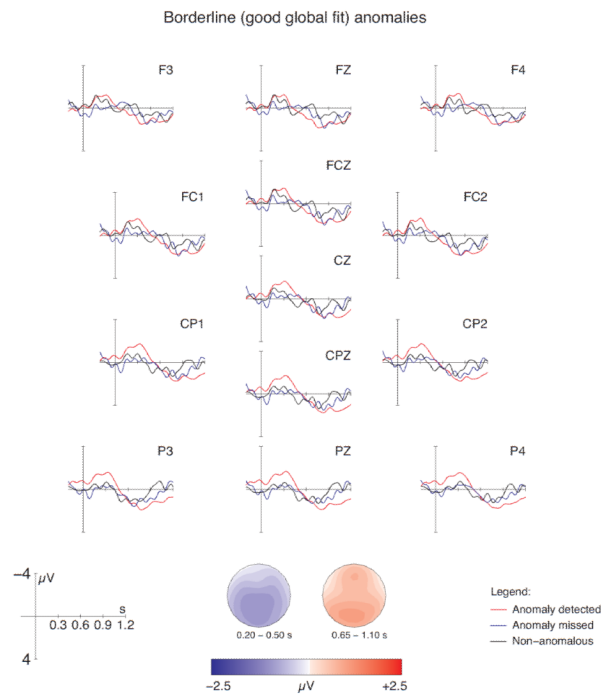 Borderline (good global fit) anomalies
F3
FZ
F4
FCZ
FC1
FC2
CZ
CP1
CP2
CPZ
P3
PZ
P4
−4
μV
s
0.3 0.6 0.9 1.2
4
0.20 – 0.50 s
0.65 – 1.10 s
Legend:
Anomaly detected
Anomaly missed
Non−anomalous
−2.5
μV
+2.5